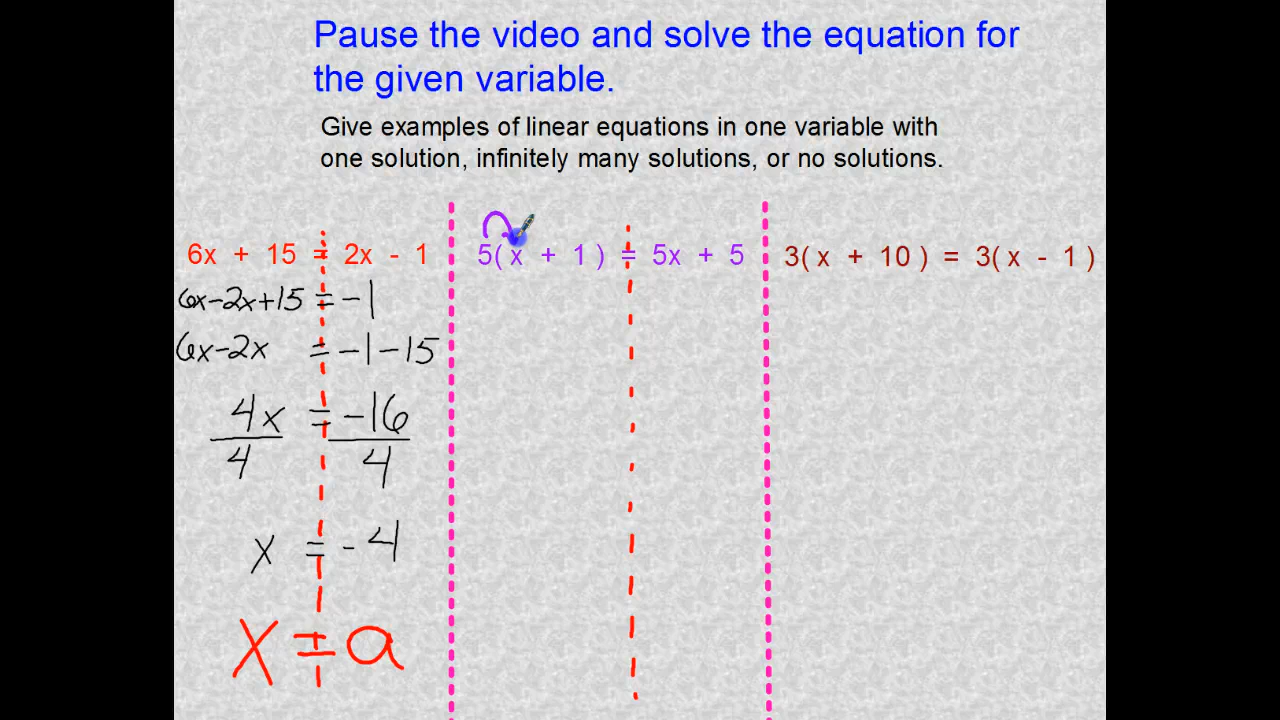 Pause the video and solve the equation for
the given variable.
Give examples of linear equations in one variable with
one solution, infinitely many solutions, or no solutions.
6x + 15 = 2x - 1
6x-2x+15 = -1
6x-2x = -1-15
4x = -16
4 4
x = -4
x = a
5( x + 1 ) = 5x + 5
3( x + 10 ) = 3( x - 1 )